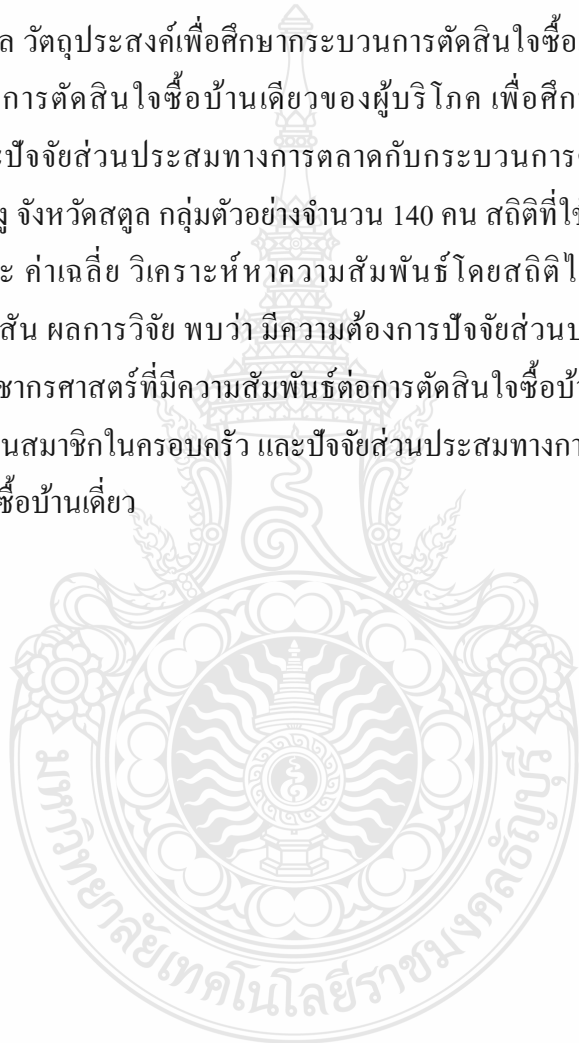 ล วัตถุประสงค์เพื่อศึกษากระบวนการตัดสินใจซื้อ
การตัดสินใจซื้อบ้านเดี่ยวของผู้บริโภค เพื่อศึก
ะปัจจัยส่วนประสมทางการตลาดกับกระบวนการ
งู จังหวัดสตูล กลุ่มตัวอย่างจำนวน 140 คน สถิติที่ใช้
ะ ค่าเฉลี่ย วิเคราะห์หาความสัมพันธ์โดยสถิติไ
สัน ผลการวิจัย พบว่า มีความต้องการปัจจัยส่วนป
ชากรศาสตร์ที่มีความสัมพันธ์ต่อการตัดสินใจซื้อบ้
นสมาชิกในครอบครัว และปัจจัยส่วนประสมทางกา
ซื้อบ้านเดี่ยว
มหาวิทยาลัยเทคโนโลยีราชมงคลธัญบุรี